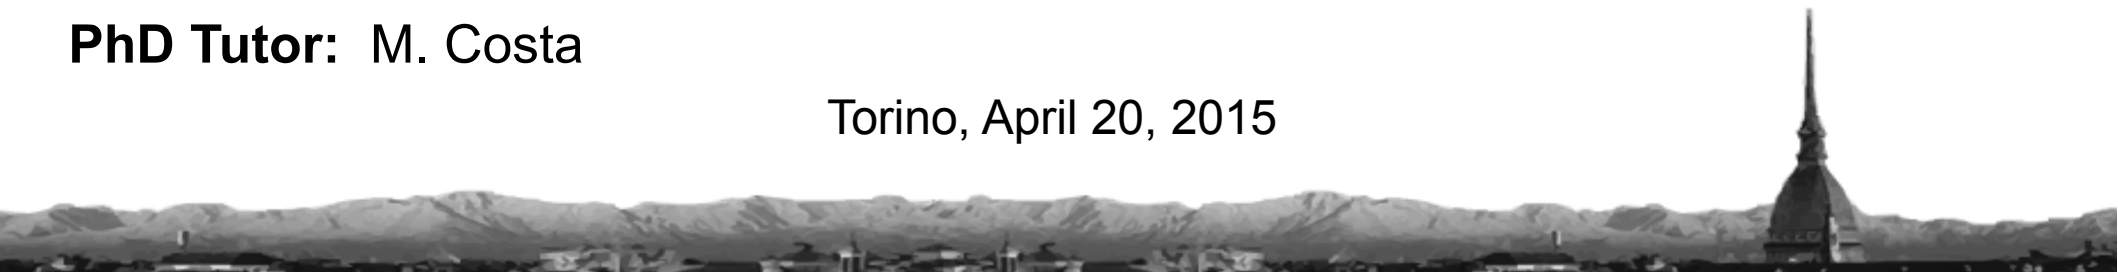 PhD Tutor: M. Costa
Torino, April 20, 2015